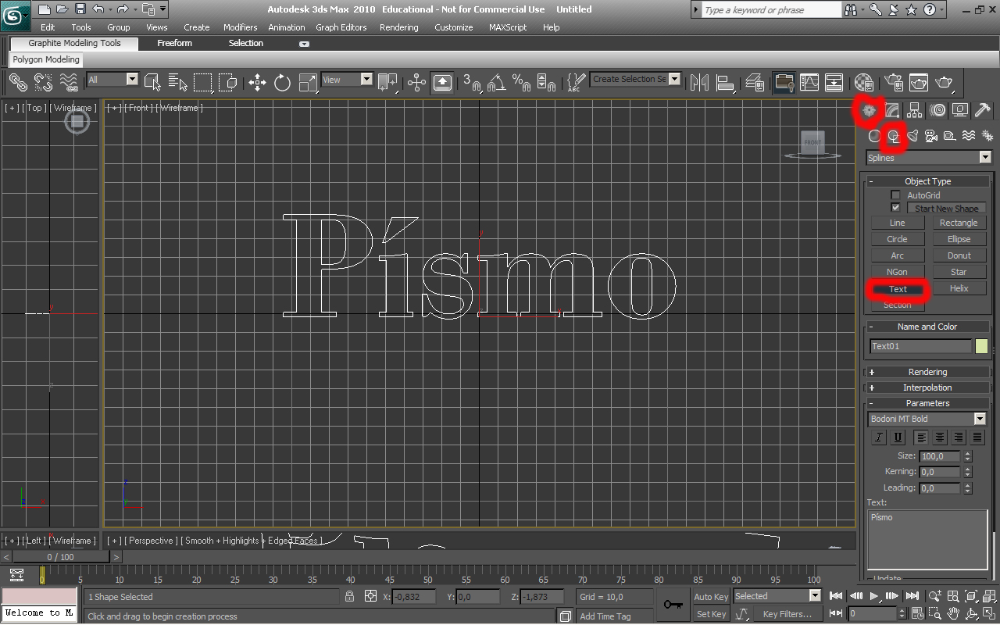 Autodesk 3ds Max 2010 Educational - Not for Commercial Use Untitled
Type a keyword or phrase
Edit Tools Group Views Create Modifiers Animation Graph Editors Rendering Customize MAXScript Help
Graphite Modeling Tools Freeform Selection
Polygon Modeling
All View 3 ABC Create Selection Se
[ + ] [ Top ] [ Wireframe ]
[ + ] [ Front ] [ Wireframe ]
FRONT
Splines
- Object Type
AutoGrid
Start New Shape
Line Rectangle
Circle Ellipse
Arc Donut
NGon Star
Text Helix
Section
Písmo
- Name and Color
Text01
+ Rendering
+ Interpolation
- Parameters
Bodoni MT Bold
I U
Size: 100,0
Kerning: 0,0
Leading: 0,0
Text:
Písmo
Update
[ + ] [ Left ] [ Wireframe ]
[ + ] [ Perspective ] [ Smooth + Highlights + Edged Faces ]
< 0 / 100 >
0 5 10 15 20 25 30 35 40 45 50 55 60 65 70 75 80 85 90 95 100
1 Shape Selected X: -0,832 Y: 0,0 Z: -1,873 Grid = 10,0 Auto Key Selected
Welcome to M
Click and drag to begin creation process Add Time Tag Set Key Key Filters... 0